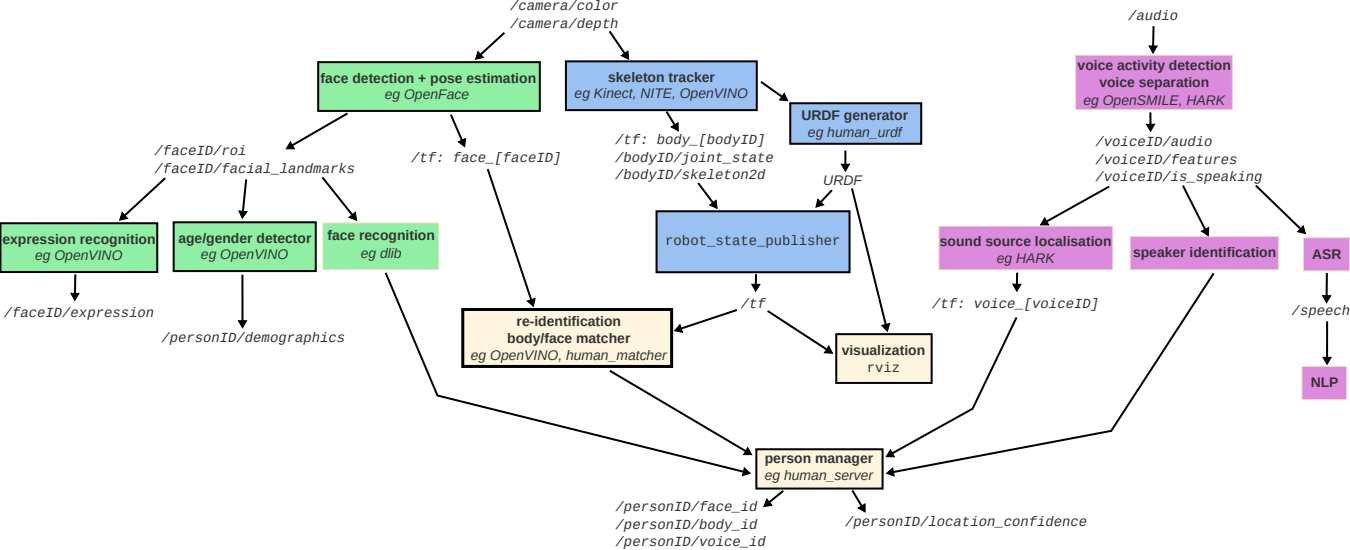 /camera/color
/camera/depth
/audio
face detection + pose estimation
eg OpenFace
skeleton tracker
eg Kinect, NITE, OpenVINO
URDF generator
eg human_urdf
voice activity detection
voice separation
eg OpenSMILE, HARK
/faceID/roi
/faceID/facial_landmarks
/tf: face_[faceID]
/tf: body_[bodyID]
/bodyID/joint_state
/bodyID/skeleton2d
URDF
/voiceID/audio
/voiceID/features
/voiceID/is_speaking
expression recognition
eg OpenVINO
age/gender detector
eg OpenVINO
face recognition
eg dlib
robot_state_publisher
sound source localisation
eg HARK
speaker identification
ASR
/faceID/expression
/personID/demographics
/tf
/tf: voice_[voiceID]
/speech
re-identification
body/face matcher
eg OpenVINO, human_matcher
visualization
rviz
NLP
person manager
eg human_server
/personID/face_id
/personID/body_id
/personID/voice_id
/personID/location_confidence